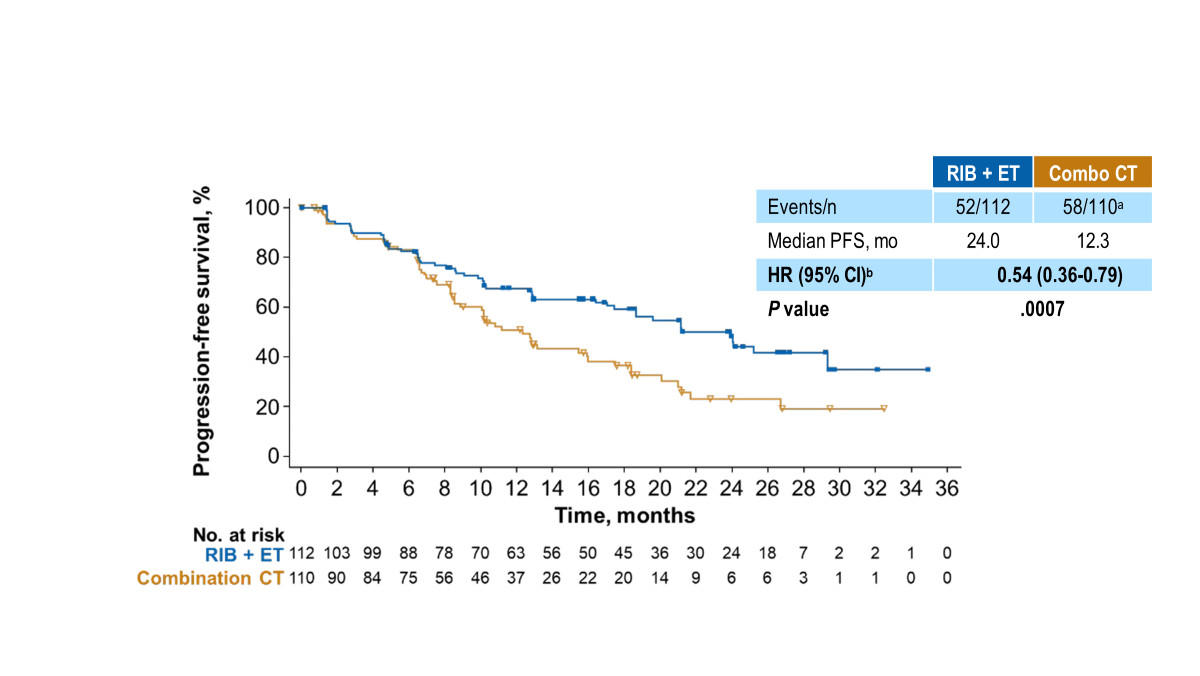 RIB + ET Combo CT
Events/n 52/112 58/110ᵃ
Median PFS, mo 24.0 12.3
HR (95% CI)ᵇ 0.54 (0.36-0.79)
P value .0007
Progression-free survival, %
100
80
60
40
20
0
0 2 4 6 8 10 12 14 16 18 20 22 24 26 28 30 32 34 36
Time, months
No. at risk
RIB + ET 112 103 99 88 78 70 63 56 50 45 36 30 24 18 7 2 2 1 0
Combination CT 110 90 84 75 56 46 37 26 22 20 14 9 6 6 3 1 1 0 0